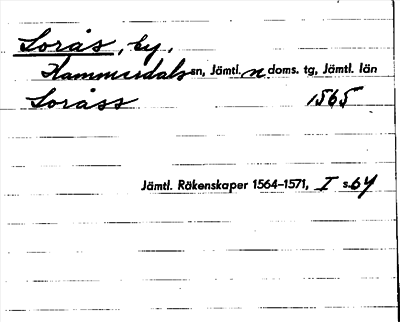 Sorås, by,
Hammerdals sn, Jämtl. n doms. tg, Jämtl. län
Soråss 1565
Jämtl. Räkenskaper 1564–1571, I s. 64